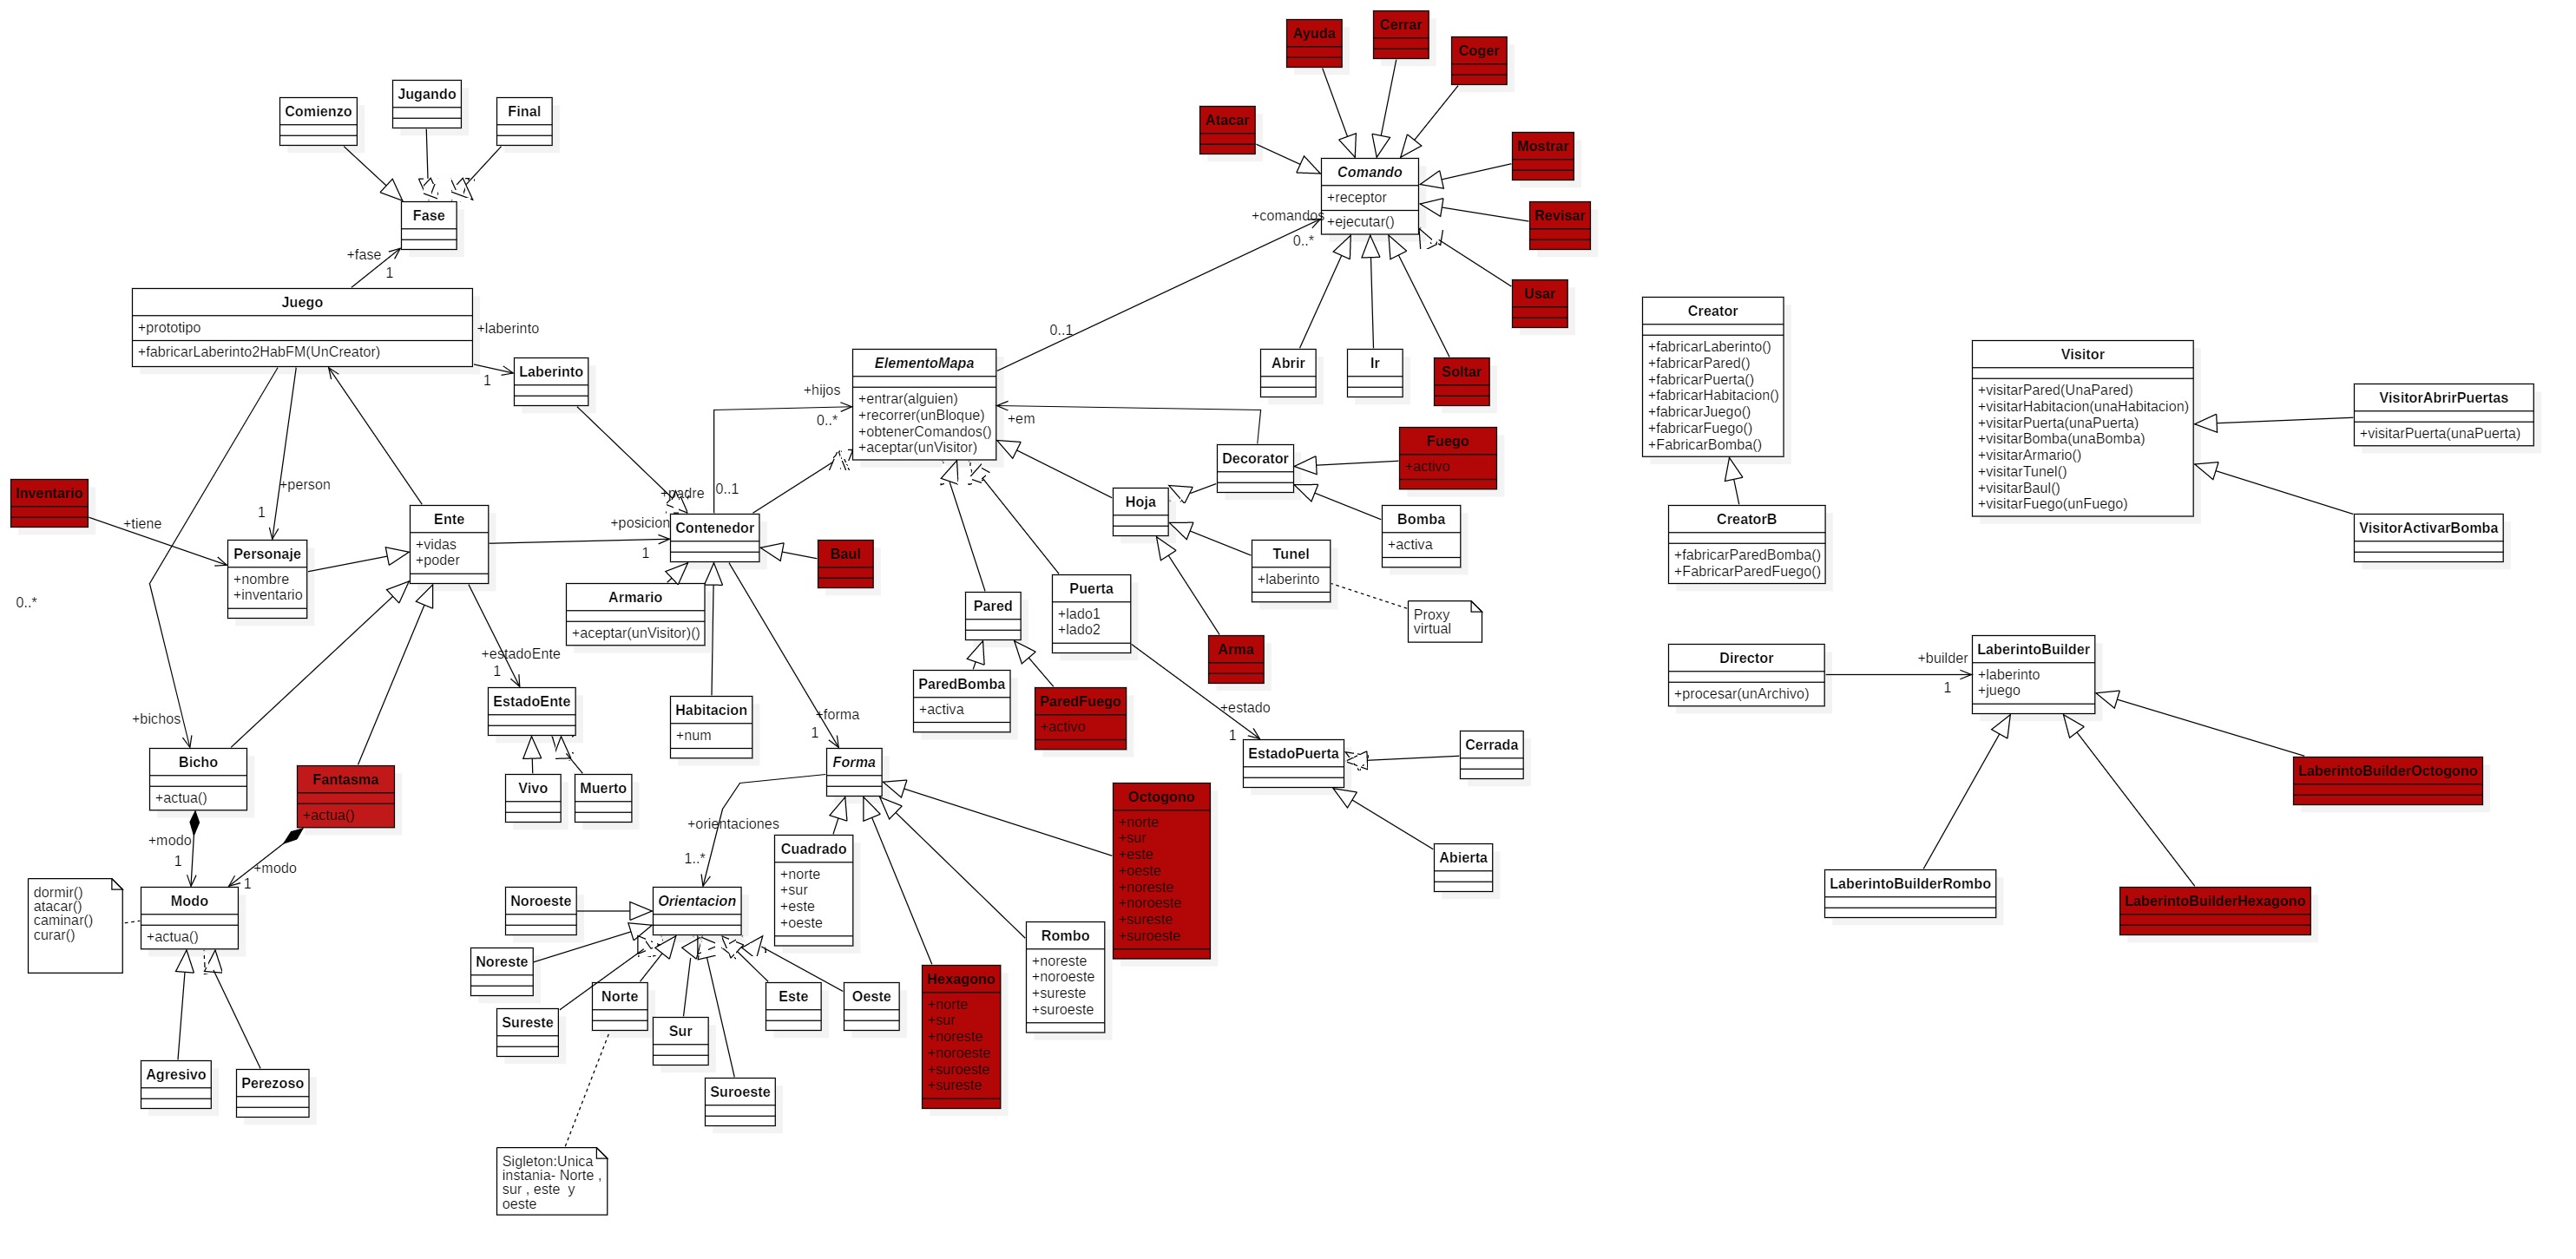 Ayuda
Cerrar
Coger
Atacar
Mostrar
Revisar
Usar
Comando
+receptor
+ejecutar()
+comandos
0..*
0..1
Abrir
Ir
Soltar
Comienzo
Jugando
Final
Fase
+fase
1
Juego
+prototipo
+fabricarLaberinto2HabFM(UnCreator)
+laberinto
1
Laberinto
+hijos
0..*
0..1
+padre
ElementoMapa
+entrar(alguien)
+recorrer(unBloque)
+obtenerComandos()
+aceptar(unVisitor)
+em
Decorator
Fuego
+activo
Bomba
+activa
Hoja
Tunel
+laberinto
Proxy
virtual
Arma
Inventario
+tiene
0..*
+person
1
Personaje
+nombre
+inventario
Ente
+vidas
+poder
+posicion
1
Contenedor
Baul
Armario
+aceptar(unVisitor)()
Habitacion
+num
+forma
1
Pared
Puerta
+lado1
+lado2
ParedBomba
+activa
ParedFuego
+activo
+estado
1
EstadoPuerta
Cerrada
Abierta
+estadoEnte
1
EstadoEnte
Vivo
Muerto
+bichos
Bicho
+actua()
Fantasma
+actua()
+modo
1
+modo
1
dormir()
atacar()
caminar()
curar()
Modo
+actua()
Agresivo
Perezoso
Forma
+orientaciones
1..*
Cuadrado
+norte
+sur
+este
+oeste
Octogono
+norte
+sur
+este
+oeste
+noreste
+noroeste
+sureste
+suroeste
Rombo
+noreste
+noroeste
+sureste
+suroeste
Hexagono
+norte
+sur
+noreste
+noroeste
+suroeste
+sureste
Orientacion
Noroeste
Noreste
Sureste
Norte
Sur
Suroeste
Este
Oeste
Sigleton:Unica
instania- Norte ,
sur , este y
oeste
Creator
+fabricarLaberinto()
+fabricarPared()
+fabricarPuerta()
+fabricarHabitacion()
+fabricarJuego()
+fabricarFuego()
+FabricarBomba()
CreatorB
+fabricarParedBomba()
+FabricarParedFuego()
Visitor
+visitarPared(UnaPared)
+visitarHabitacion(unaHabitacion)
+visitarPuerta(unaPuerta)
+visitarBomba(unaBomba)
+visitarArmario()
+visitarTunel()
+visitarBaul()
+visitarFuego(unFuego)
VisitorAbrirPuertas
+visitarPuerta(unaPuerta)
VisitorActivarBomba
Director
+procesar(unArchivo)
+builder
1
LaberintoBuilder
+laberinto
+juego
LaberintoBuilderOctogono
LaberintoBuilderRombo
LaberintoBuilderHexagono